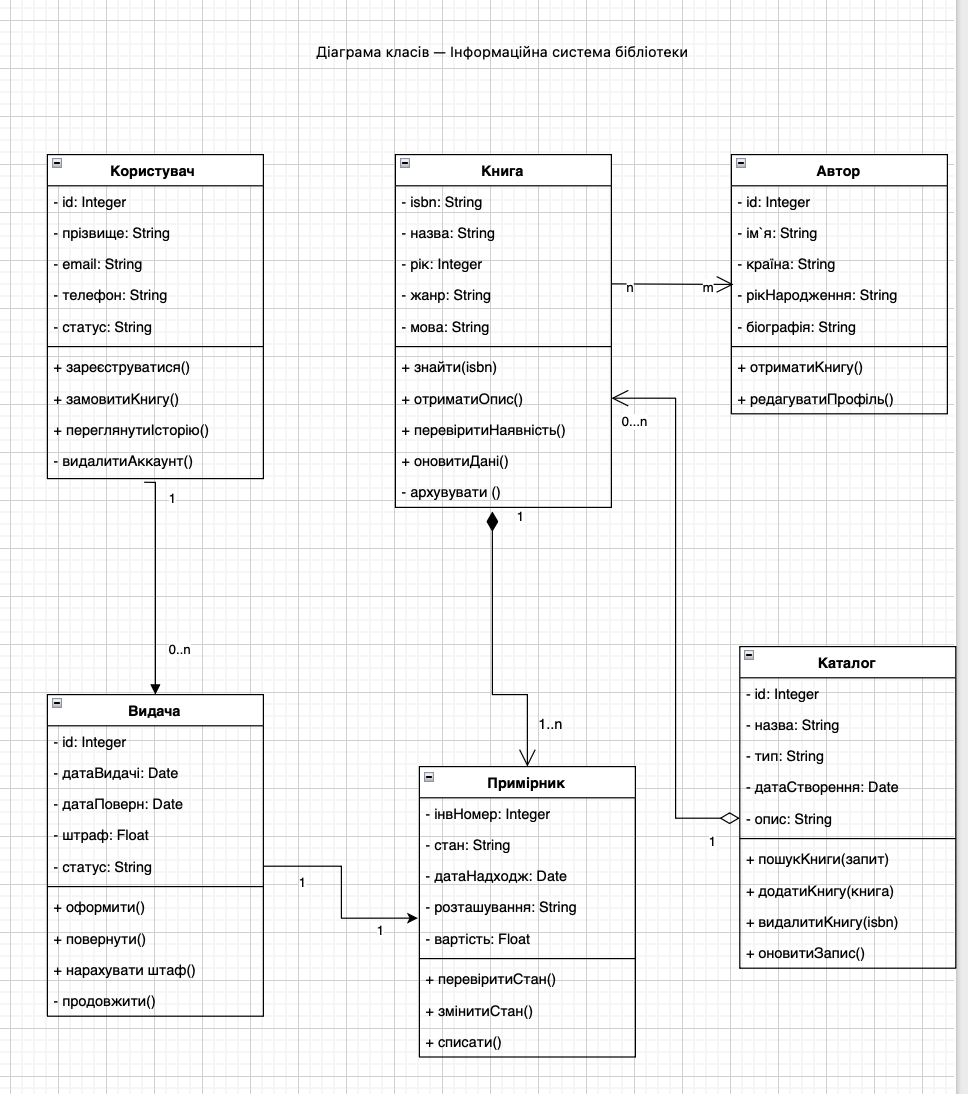 Діаграма класів — Інформаційна система бібліотеки
Користувач
- id: Integer
- прізвище: String
- email: String
- телефон: String
- статус: String
+ зареєструватися()
+ замовитиКнигу()
+ переглянутиІсторію()
- видалитиАккаунт()
Книга
- isbn: String
- назва: String
- рік: Integer
- жанр: String
- мова: String
+ знайти(isbn)
+ отриматиОпис()
+ перевіритиНаявність()
+ оновитиДані()
- архувувати ()
n
m
Автор
- id: Integer
- ім`я: String
- країна: String
- рікНародження: String
- біографія: String
+ отриматиКнигу()
+ редагуватиПрофіль()
0...n
1
1
0..n
1..n
Видача
- id: Integer
- датаВидачі: Date
- датаПоверн: Date
- штраф: Float
- статус: String
+ оформити()
+ повернути()
+ нарахувати штаф()
- продовжити()
1
1
Примірник
- інвНомер: Integer
- стан: String
- датаНадходж: Date
- розташування: String
- вартість: Float
+ перевіритиСтан()
+ змінитиСтан()
+ списати()
Каталог
- id: Integer
- назва: String
- тип: String
- датаСтворення: Date
- опис: String
+ пошукКниги(запит)
+ додатиКнигу(книга)
+ видалитиКнигу(isbn)
+ оновитиЗапис()
1